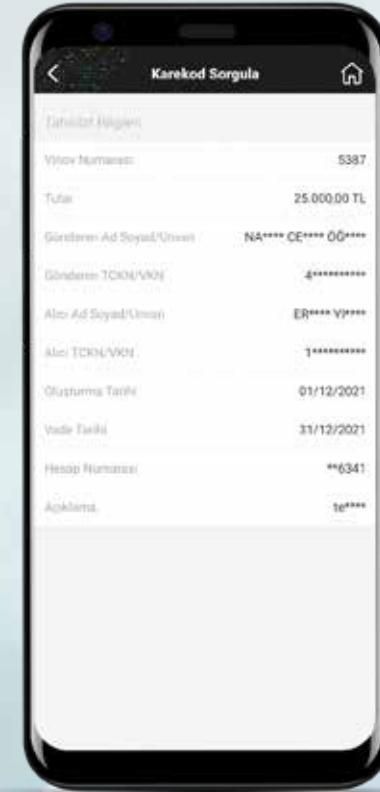 Karekod Sorgula
Tahsilat Bilgileri
Vinov Numarası 5387
Tutar 25.000,00 TL
Gönderen Ad Soyad/Unvan NA**** CE**** ÖĞ****
Gönderen TCKN/VKN 4**********
Alıcı Ad Soyad/Unvan ER**** YI****
Alıcı TCKN/VKN 1**********
Oluşturma Tarihi 01/12/2021
Vade Tarihi 31/12/2021
Hesap Numarası **6341
Açıklama te****